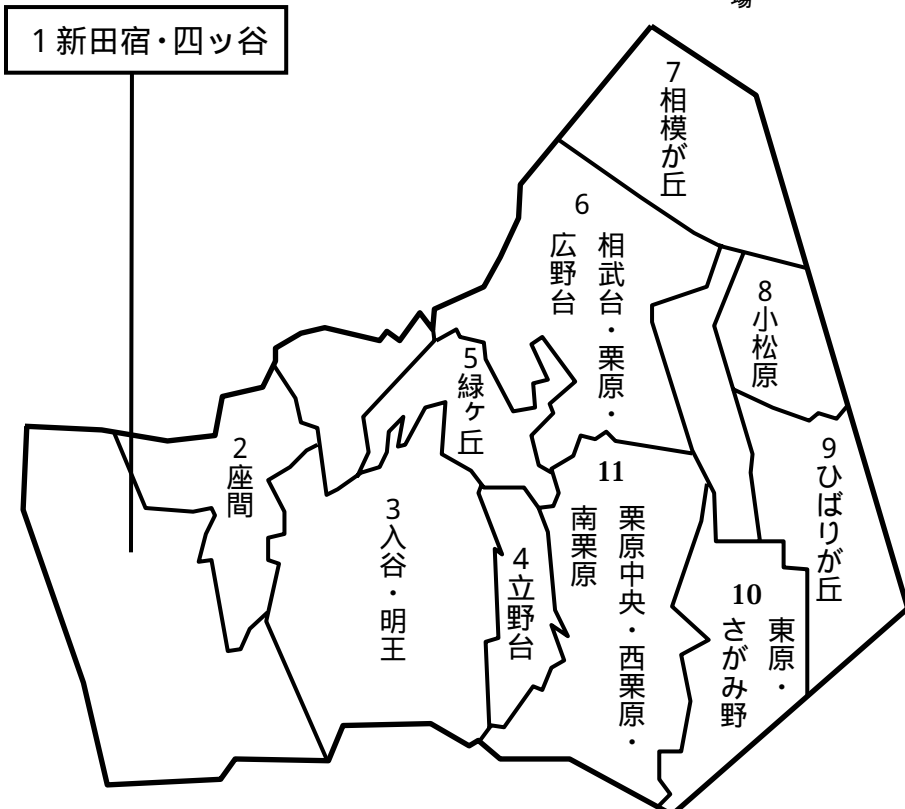 場
1 新田宿・四ッ谷
7 相模が丘
6 相武台・栗原・
広野台
8 小松原
5 緑ヶ丘
2 座間
9 ひばりが丘
11 栗原中央・西栗原・
南栗原
3 入谷・明王
4 立野台
10 東原・
さがみ野